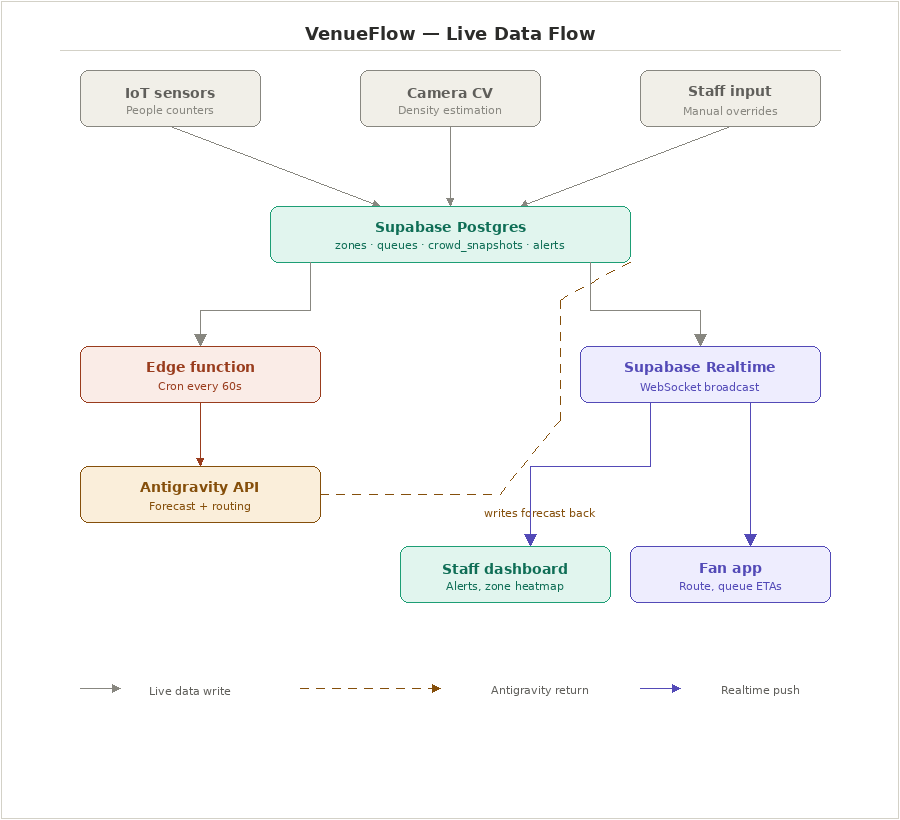 VenueFlow — Live Data Flow
IoT sensors
People counters
Camera CV
Density estimation
Staff input
Manual overrides
Supabase Postgres
zones · queues · crowd_snapshots · alerts
Edge function
Cron every 60s
Supabase Realtime
WebSocket broadcast
Antigravity API
Forecast + routing
writes forecast back
Staff dashboard
Alerts, zone heatmap
Fan app
Route, queue ETAs
Live data write
Antigravity return
Realtime push